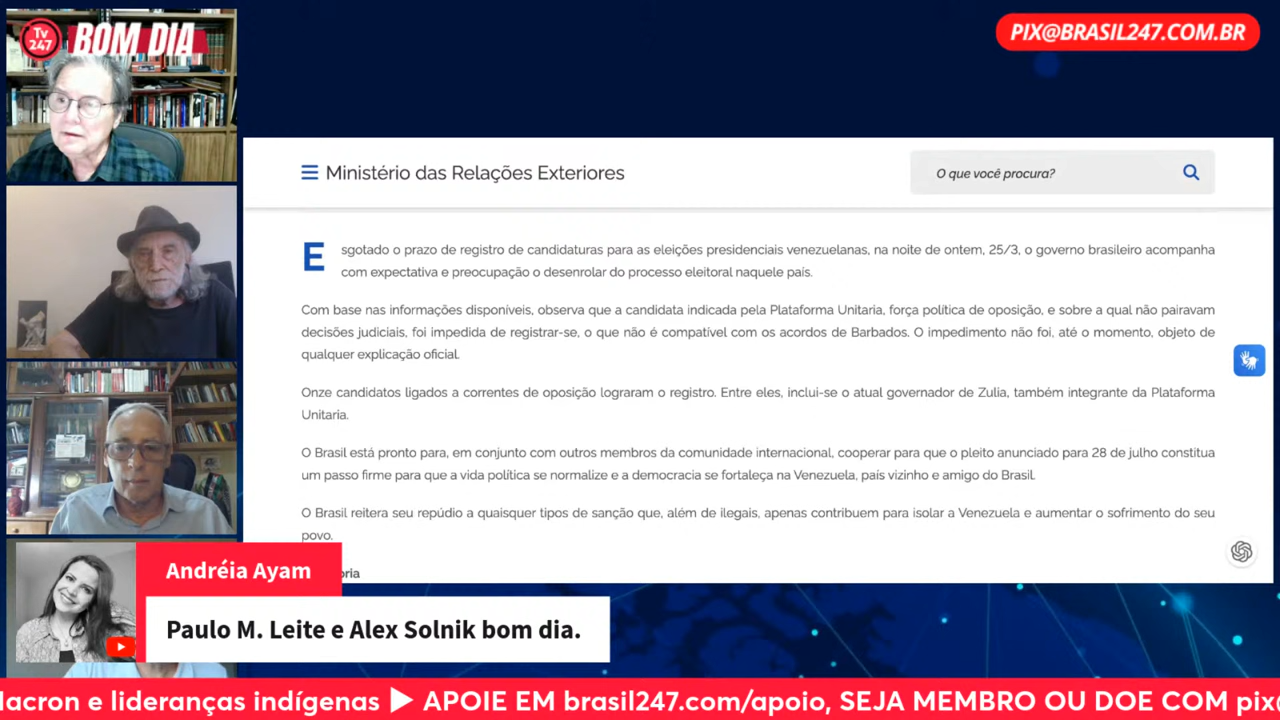 Tv 247
BOM DIA
PIX@BRASIL247.COM.BR
Ministério das Relações Exteriores
O que você procura?
Esgotado o prazo de registro de candidaturas para as eleições presidenciais venezuelanas, na noite de ontem, 25/3, o governo brasileiro acompanha
com expectativa e preocupação o desenrolar do processo eleitoral naquele país.
Com base nas informações disponíveis, observa que a candidata indicada pela Plataforma Unitaria, força política de oposição, e sobre a qual não pairavam
decisões judiciais, foi impedida de registrar-se, o que não é compatível com os acordos de Barbados. O impedimento não foi, até o momento, objeto de
qualquer explicação oficial.
Onze candidatos ligados a correntes de oposição lograram o registro. Entre eles, inclui-se o atual governador de Zulia, também integrante da Plataforma
Unitaria.
O Brasil está pronto para, em conjunto com outros membros da comunidade internacional, cooperar para que o pleito anunciado para 28 de julho constitua
um passo firme para que a vida política se normalize e a democracia se fortaleça na Venezuela, país vizinho e amigo do Brasil.
O Brasil reitera seu repúdio a quaisquer tipos de sanção que, além de ilegais, apenas contribuem para isolar a Venezuela e aumentar o sofrimento do seu
povo.
Andréia Ayam
Paulo M. Leite e Alex Solnik bom dia.
Macron e lideranças indígenas ▶ APOIE EM brasil247.com/apoio, SEJA MEMBRO OU DOE COM pix